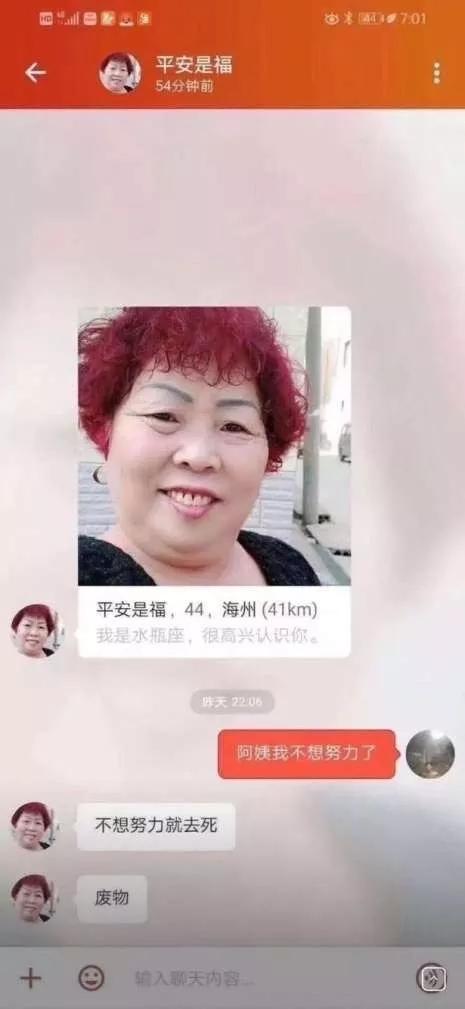 HD 44 7:01
平安是福
54分钟前
平安是福，44，海州 (41km)
我是水瓶座，很高兴认识你。
昨天 22:06
阿姨我不想努力了
不想努力就去死
废物
输入聊天内容...